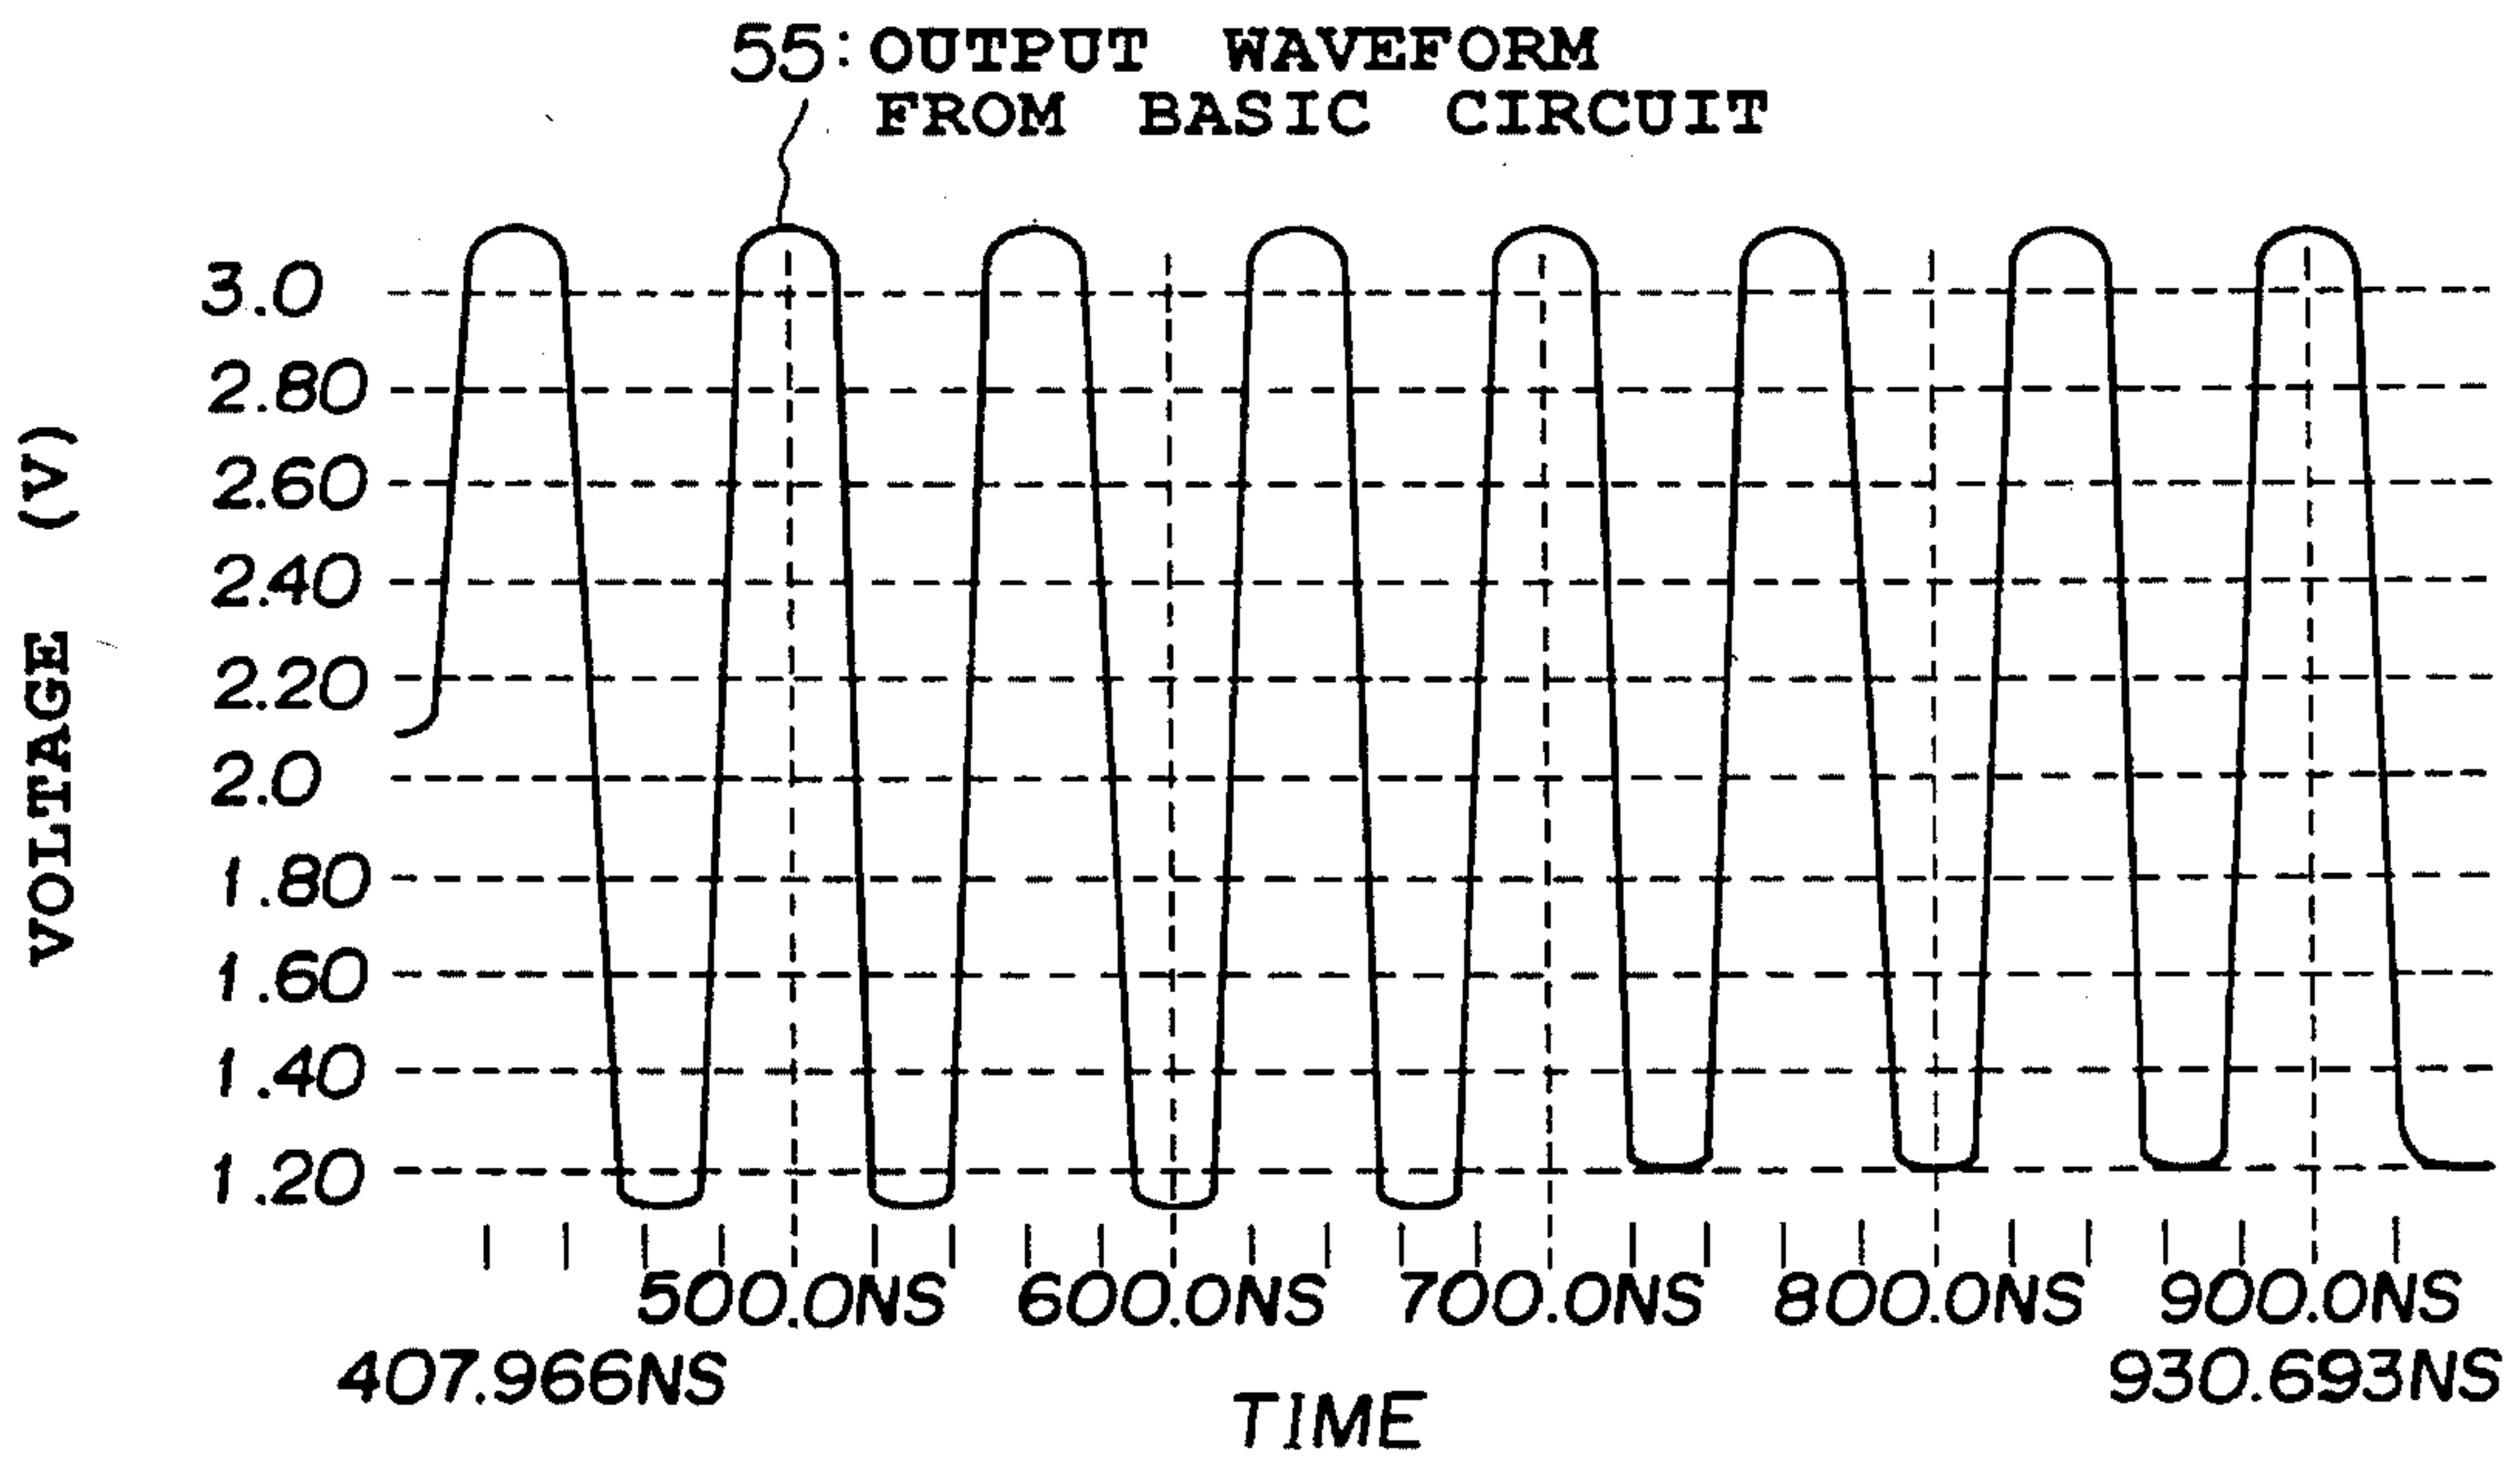 55: OUTPUT WAVEFORM
FROM BASIC CIRCUIT
VOLTAGE (V)
3.0
2.80
2.60
2.40
2.20
2.0
1.80
1.60
1.40
1.20
500.0NS 600.0NS 700.0NS 800.0NS 900.0NS
407.966NS 930.693NS
TIME